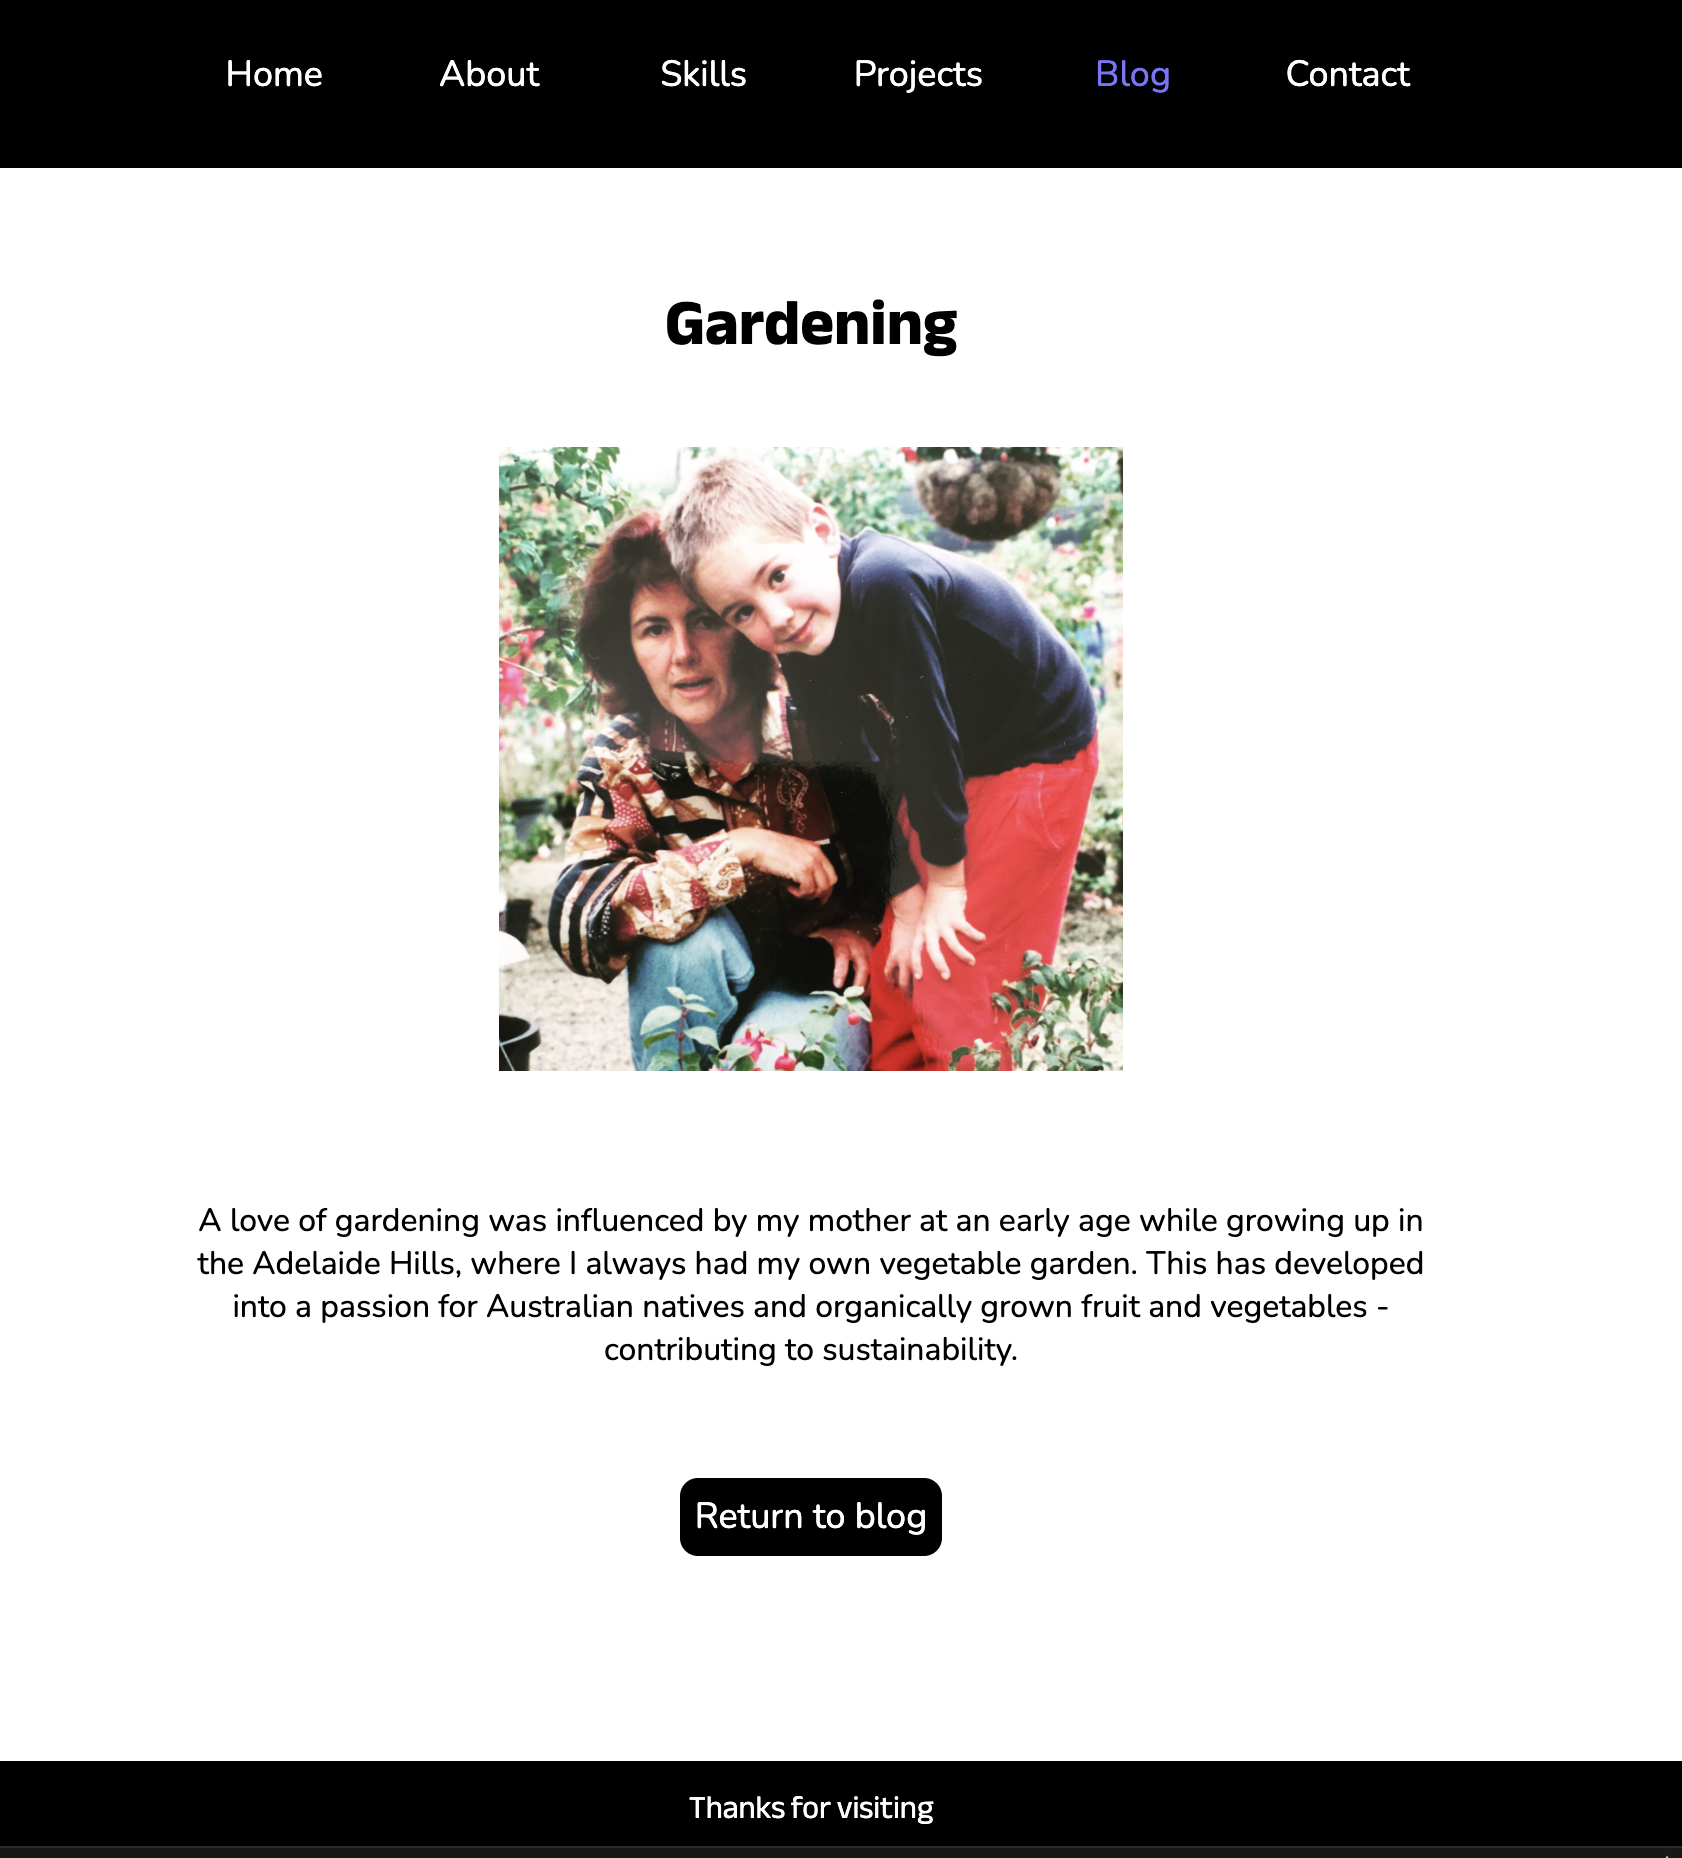 Home About Skills Projects Blog Contact
Gardening
A love of gardening was influenced by my mother at an early age while growing up in
the Adelaide Hills, where I always had my own vegetable garden. This has developed
into a passion for Australian natives and organically grown fruit and vegetables -
contributing to sustainability.
Return to blog
Thanks for visiting